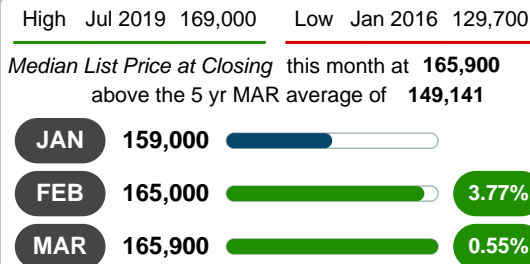 High Jul 2019 169,000 Low Jan 2016 129,700
Median List Price at Closing this month at 165,900
above the 5 yr MAR average of 149,141
JAN 159,000
FEB 165,000 3.77%
MAR 165,900 0.55%